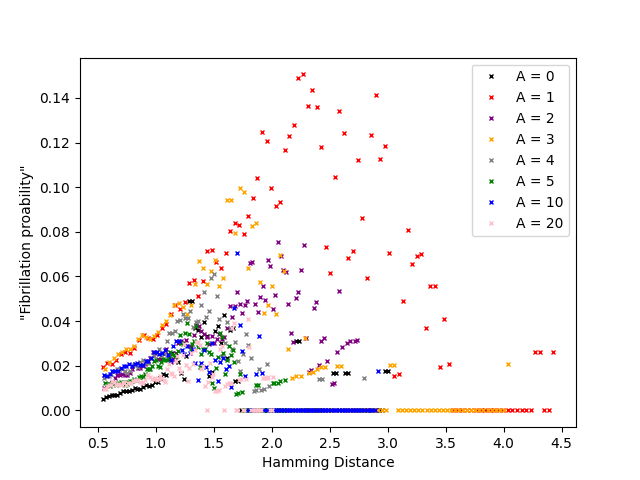 A = 0
A = 1
A = 2
A = 3
A = 4
A = 5
A = 10
A = 20
0.14
0.12
0.10
0.08
0.06
0.04
0.02
0.00
"Fibrillation proability"
0.5 1.0 1.5 2.0 2.5 3.0 3.5 4.0 4.5
Hamming Distance